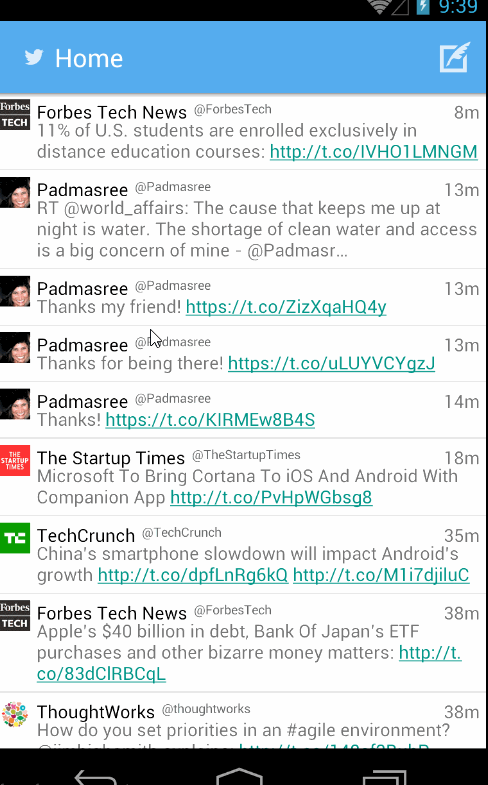 9:39
Home
Forbes TECH
Forbes Tech News @ForbesTech 8m
11% of U.S. students are enrolled exclusively in
distance education courses: http://t.co/IVHO1LMNGM
Padmasree @Padmasree 13m
RT @world_affairs: The cause that keeps me up at
night is water. The shortage of clean water and access
is a big concern of mine - @Padmasr...
Padmasree @Padmasree 13m
Thanks my friend! https://t.co/ZizXqaHQ4y
Padmasree @Padmasree 13m
Thanks for being there! https://t.co/uLUYVCYgzJ
Padmasree @Padmasree 14m
Thanks! https://t.co/KIRMEw8B4S
THE STARTUP TIMES
The Startup Times @TheStartupTimes 18m
Microsoft To Bring Cortana To iOS And Android With
Companion App http://t.co/PvHpWGbsg8
TC
TechCrunch @TechCrunch 35m
China's smartphone slowdown will impact Android's
growth http://t.co/dpfLnRg6kQ http://t.co/M1i7djiluC
Forbes TECH
Forbes Tech News @ForbesTech 38m
Apple's $40 billion in debt, Bank Of Japan's ETF
purchases and other bizarre money matters: http://t.
co/83dClRBCqL
ThoughtWorks @thoughtworks 38m
How do you set priorities in an #agile environment?